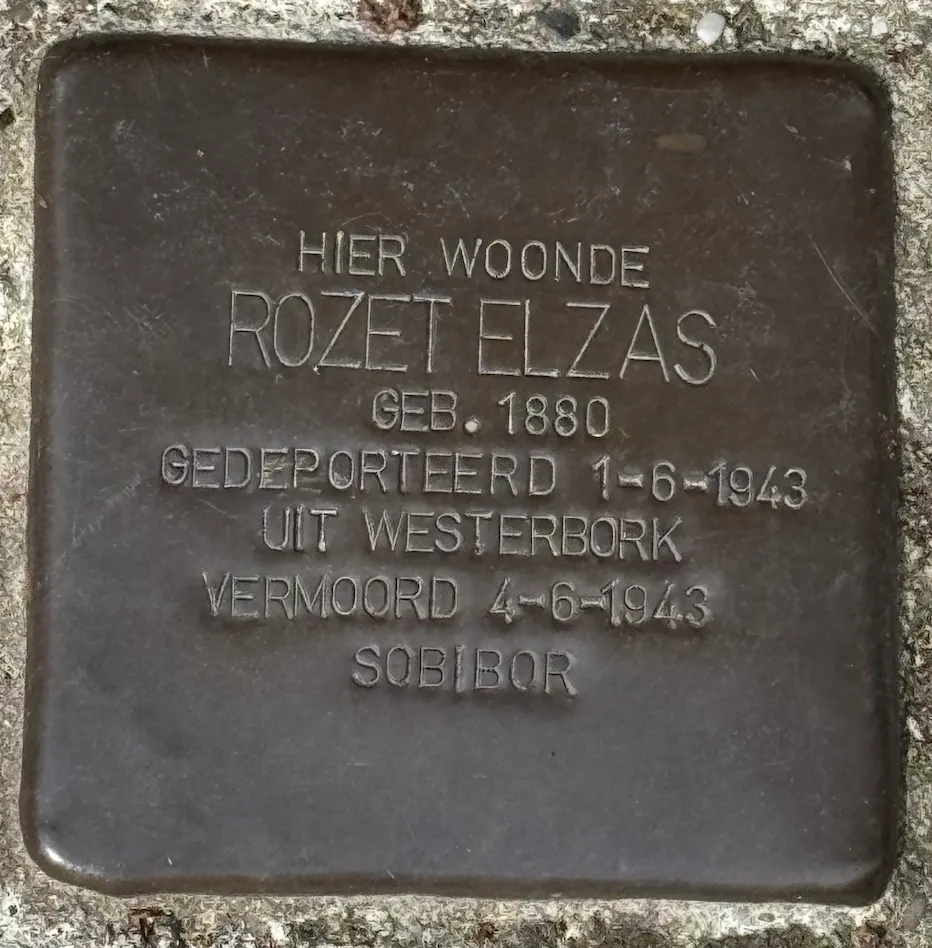 HIER WOONDE
ROZET ELZAS
GEB. 1880
GEDEPORTEERD 1-6-1943
UIT WESTERBORK
VERMOORD 4-6-1943
SOBIBOR